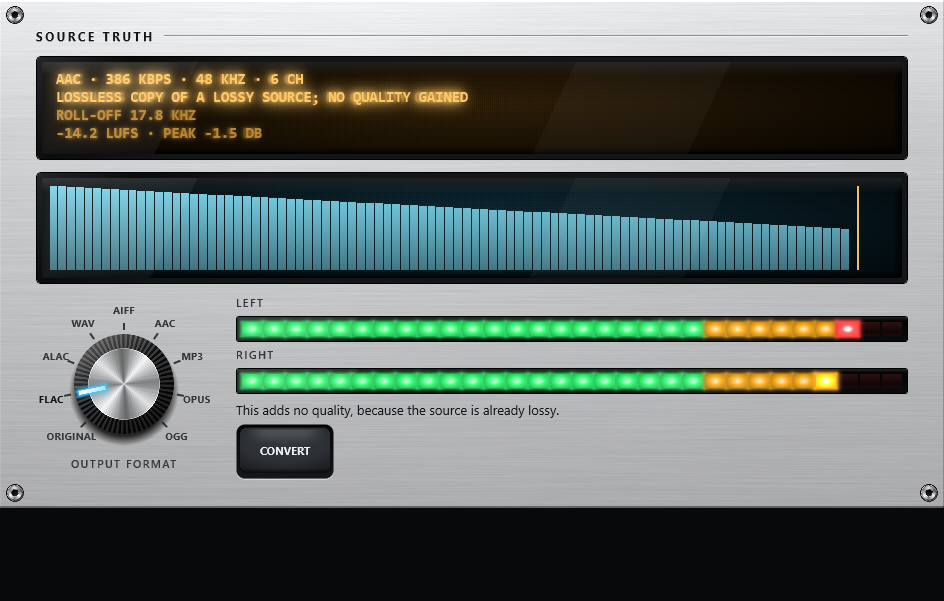 SOURCE TRUTH
AAC · 386 KBPS · 48 KHZ · 6 CH
LOSSLESS COPY OF A LOSSY SOURCE; NO QUALITY GAINED
ROLL-OFF 17.8 KHZ
-14.2 LUFS · PEAK -1.5 DB
LEFT
RIGHT
AIFF
WAV
AAC
ALAC
MP3
FLAC
OPUS
ORIGINAL
OGG
OUTPUT FORMAT
This adds no quality, because the source is already lossy.
CONVERT